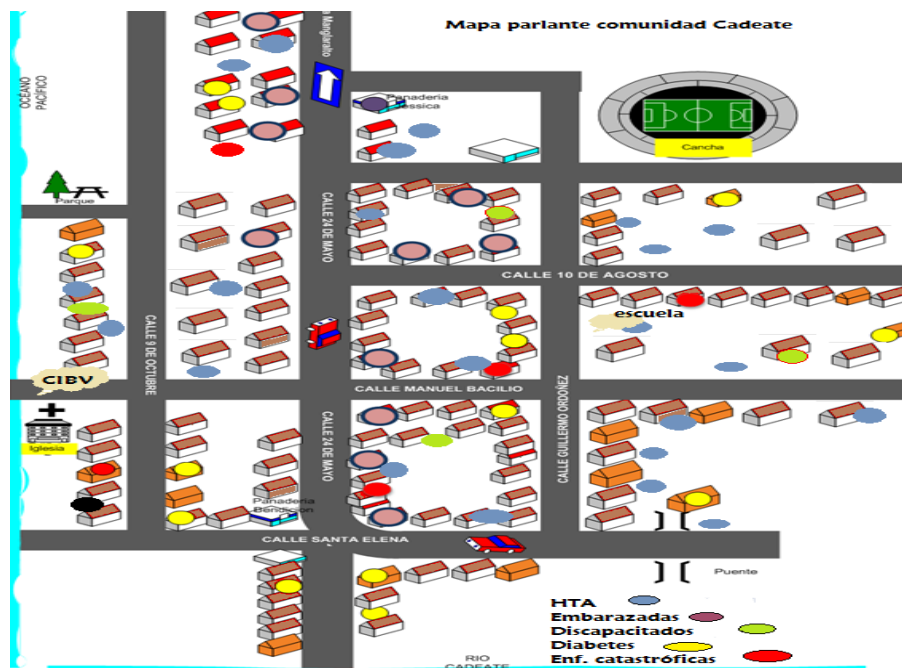 Mapa parlante comunidad Cadeate
Manglaralto
OCÉANO
PACÍFICO
Panaderia
Jessica
Cancha
Parque
CALLE 24 DE MAYO
CALLE 10 DE AGOSTO
escuela
CALLE 9 DE OCTUBRE
CIBV
CALLE MANUEL BACILIO
CALLE GUILLERMO ORDOÑEZ
CALLE 24 DE MAYO
Iglesia
Panaderia
Bendicion
CALLE SANTA ELENA
Puente
HTA
Embarazadas
Discapacitados
Diabetes
Enf. catastróficas
RIO
CADEATE